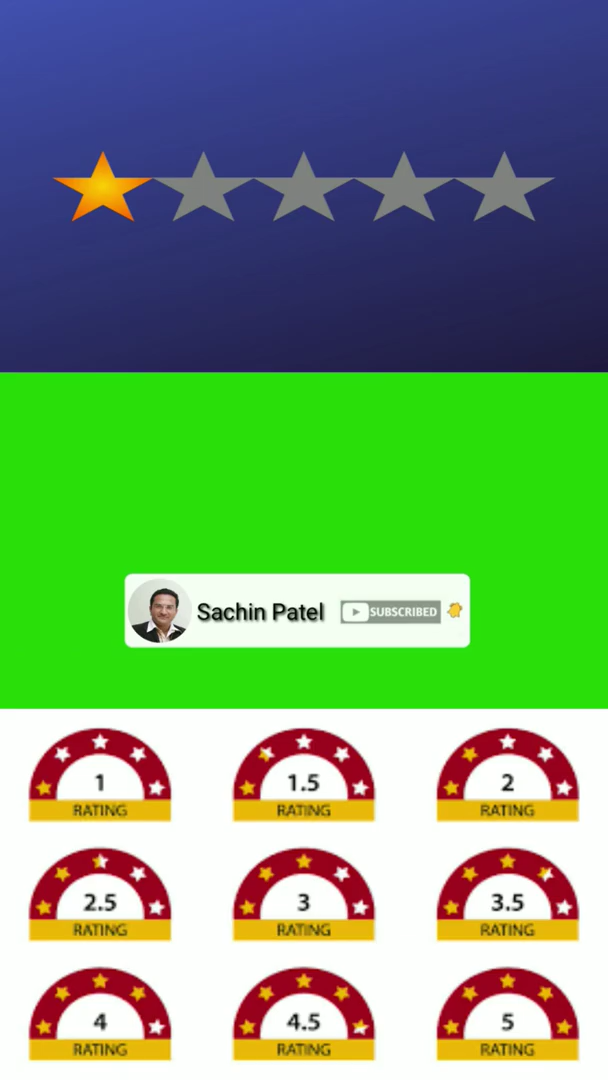 Sachin Patel
SUBSCRIBED
1
RATING
1.5
RATING
2
RATING
2.5
RATING
3
RATING
3.5
RATING
4
RATING
4.5
RATING
5
RATING